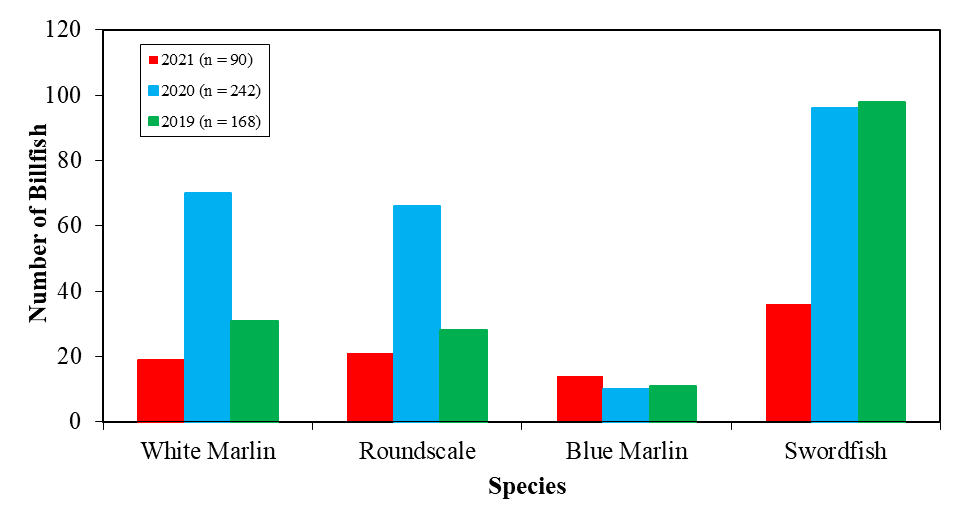 120
100
80
60
40
20
0
Number of Billfish
2021 (n = 90)
2020 (n = 242)
2019 (n = 168)
White Marlin
Roundscale
Blue Marlin
Swordfish
Species